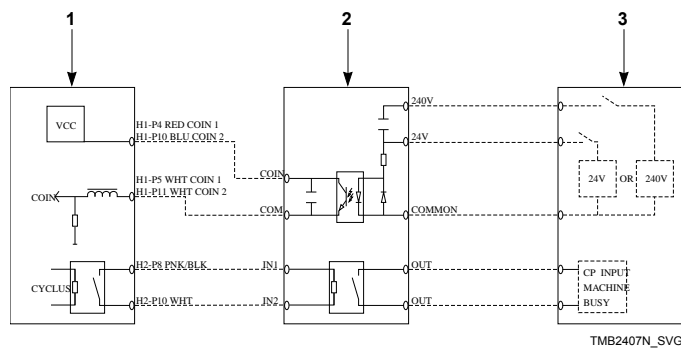 1
2
3
VCC
H1-P4 RED COIN 1
H1-P10 BLU COIN 2
H1-P5 WHT COIN 1
H1-P11 WHT COIN 2
COIN
CYCLUS
H2-P8 PNK/BLK
H2-P10 WHT
COIN
COM
IN1
IN2
240V
24V
COMMON
OUT
OUT
24V
OR
240V
CP INPUT
MACHINE
BUSY
TMB2407N_SVG